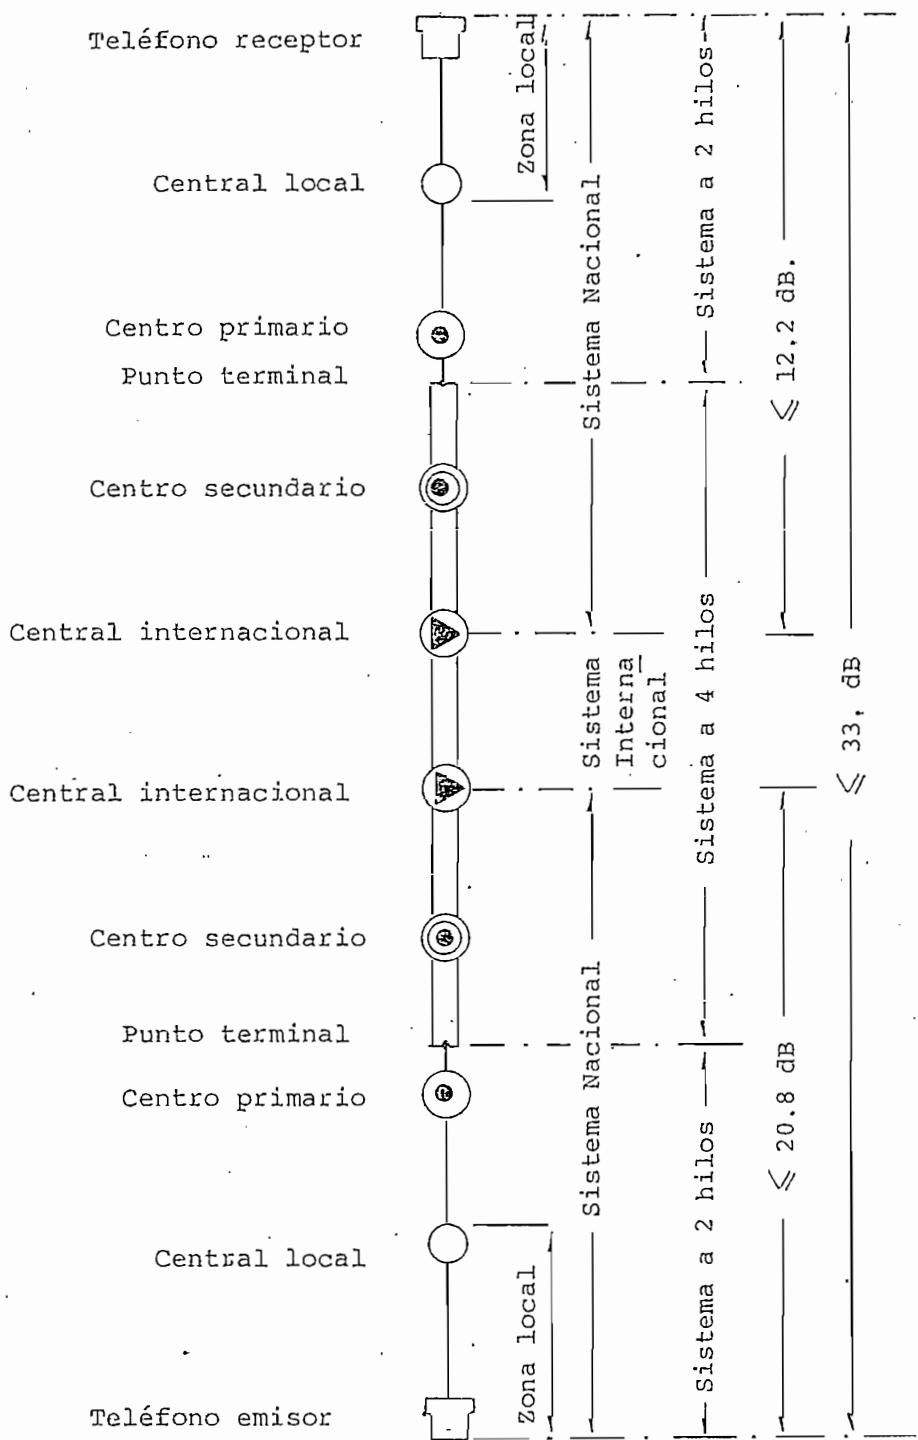 Teléfono receptor
Central local
Centro primario
Punto terminal
Centro secundario
Central internacional
Central internacional
Centro secundario
Punto terminal
Centro primario
Central local
Teléfono emisor
Zona local
Zona local
Sistema Nacional
Sistema
Interna
cional
Sistema Nacional
Sistema a 2 hilos
Sistema a 4 hilos
Sistema a 2 hilos
⩽ 12,2 dB.
⩽ 20.8 dB
⩽ 33, dB